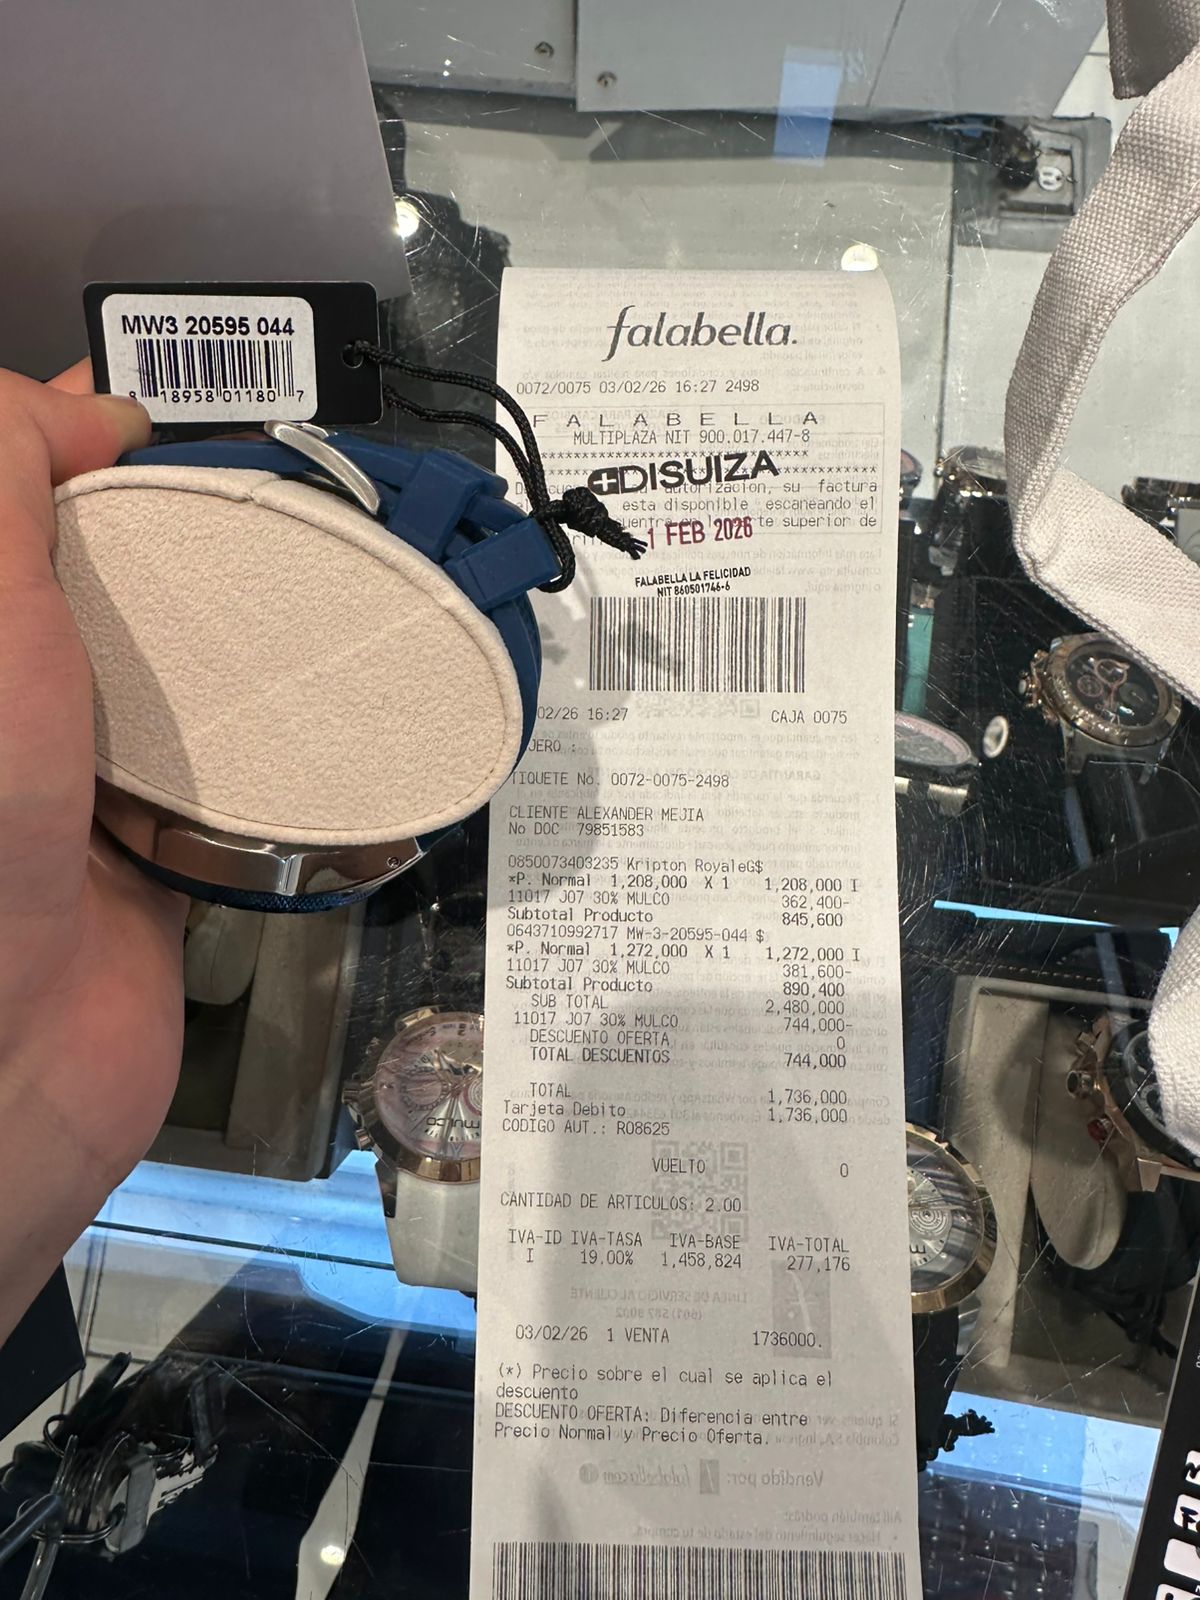 MW3 20595 044
8 18958 01180 7
falabella.
0072/0075 03/02/26 16:27 2498
F A L A B E L L A
MULTIPLAZA NIT 900.017.447-8
************************************
DISUIZA
autorizacion, su factura
esta disponible escaneando el
superior de
1 FEB 2026
FALABELLA LA FELICIDAD
NIT 860501746-6
02/26 16:27 CAJA 0075
JERO :
TIQUETE No. 0072-0075-2498
CLIENTE ALEXANDER MEJIA
No DOC 79851583
0850073403235 Kripton RoyaleG$
*P. Normal 1,208,000 X 1 1,208,000 I
11017 J07 30% MULCO 362,400-
Subtotal Producto 845,600
0643710992717 MW-3-20595-044 $
*P. Normal 1,272,000 X 1 1,272,000 I
11017 J07 30% MULCO 381,600-
Subtotal Producto 890,400
SUB TOTAL 2,480,000
11017 J07 30% MULCO 744,000-
DESCUENTO OFERTA 0
TOTAL DESCUENTOS 744,000
TOTAL 1,736,000
Tarjeta Debito 1,736,000
CODIGO AUT.: R08625
VUELTO 0
CANTIDAD DE ARTICULOS: 2.00
IVA-ID IVA-TASA IVA-BASE IVA-TOTAL
I 19.00% 1,458,824 277,176
03/02/26 1 VENTA 1736000.
(*) Precio sobre el cual se aplica el
descuento
DESCUENTO OFERTA: Diferencia entre
Precio Normal y Precio Oferta.